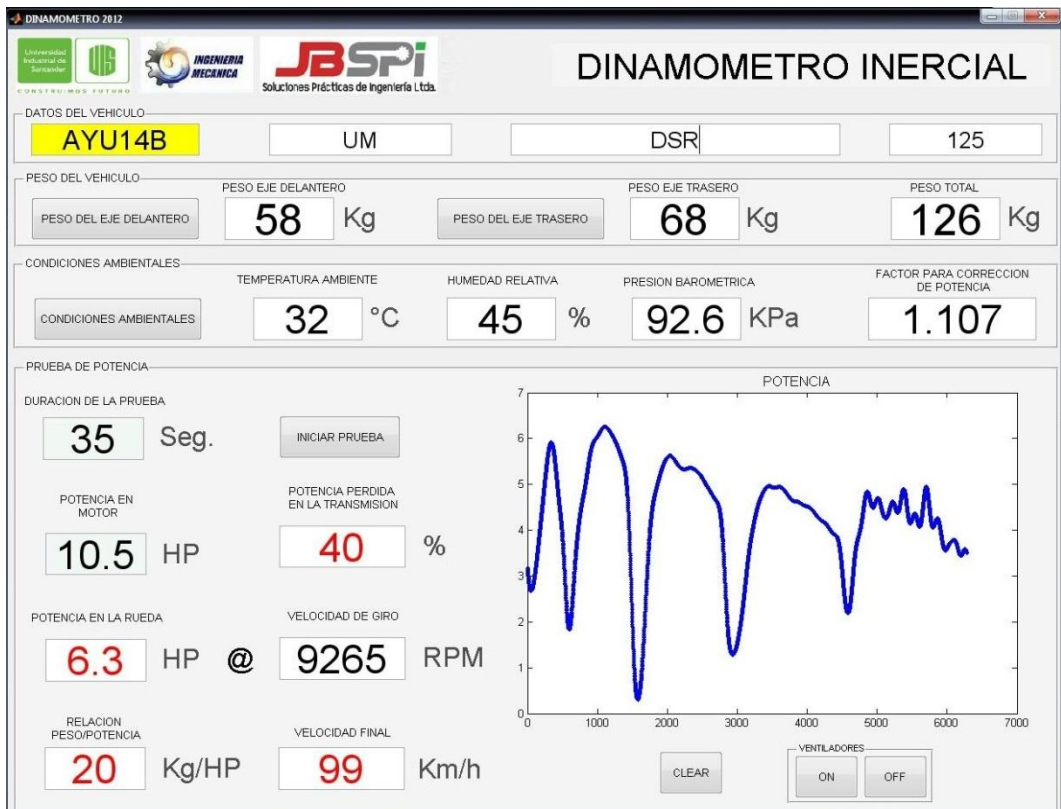 DINAMOMETRO 2012
Universidad
Industrial de
Santander
UIS
CONSTRUIMOS FUTURO
INGENIERIA
MECANICA
JBSPi
Soluciones Prácticas de Ingeniería Ltda.
DINAMOMETRO INERCIAL
DATOS DEL VEHICULO
AYU14B UM DSR 125
PESO DEL VEHICULO
PESO EJE DELANTERO PESO EJE TRASERO PESO TOTAL
PESO DEL EJE DELANTERO 58 Kg PESO DEL EJE TRASERO 68 Kg 126 Kg
CONDICIONES AMBIENTALES
TEMPERATURA AMBIENTE HUMEDAD RELATIVA PRESION BAROMETRICA FACTOR PARA CORRECCION
DE POTENCIA
CONDICIONES AMBIENTALES 32 °C 45 % 92.6 KPa 1.107
PRUEBA DE POTENCIA
DURACION DE LA PRUEBA
35 Seg. INICIAR PRUEBA
POTENCIA EN
MOTOR
10.5 HP
POTENCIA PERDIDA
EN LA TRANSMISION
40 %
POTENCIA EN LA RUEDA VELOCIDAD DE GIRO
6.3 HP @ 9265 RPM
RELACION
PESO/POTENCIA
20 Kg/HP
VELOCIDAD FINAL
99 Km/h
POTENCIA
7
6
5
4
3
2
1
0
0 1000 2000 3000 4000 5000 6000 7000
CLEAR
VENTILADORES
ON OFF